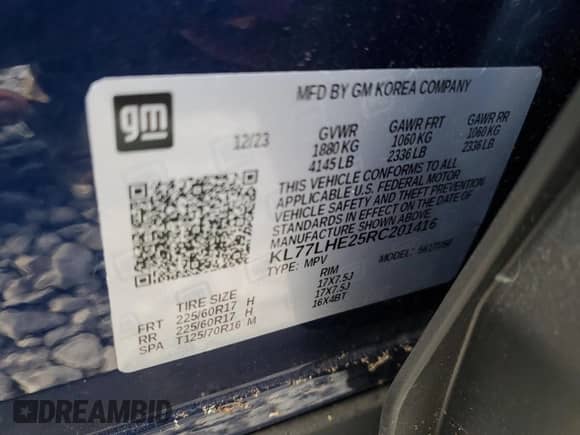 gm
MFD BY GM KOREA COMPANY
12/23 GVWR GAWR FRT GAWR RR
1880 KG 1060 KG 1060 KG
4145 LB 2336 LB 2336 LB
THIS VEHICLE CONFORMS TO ALL
APPLICABLE U.S. FEDERAL MOTOR
VEHICLE SAFETY AND THEFT PREVENTION
STANDARDS IN EFFECT ON THE DATE OF
MANUFACTURE SHOWN ABOVE.
KL77LHE25RC201416
TYPE: MPV MODEL:
TIRE SIZE RIM
FRT 225/60R17 H 17X7.5J
RR 225/60R17 H 17X7.5J
SPA T125/70R16 M 16X4BT
DREAMBID